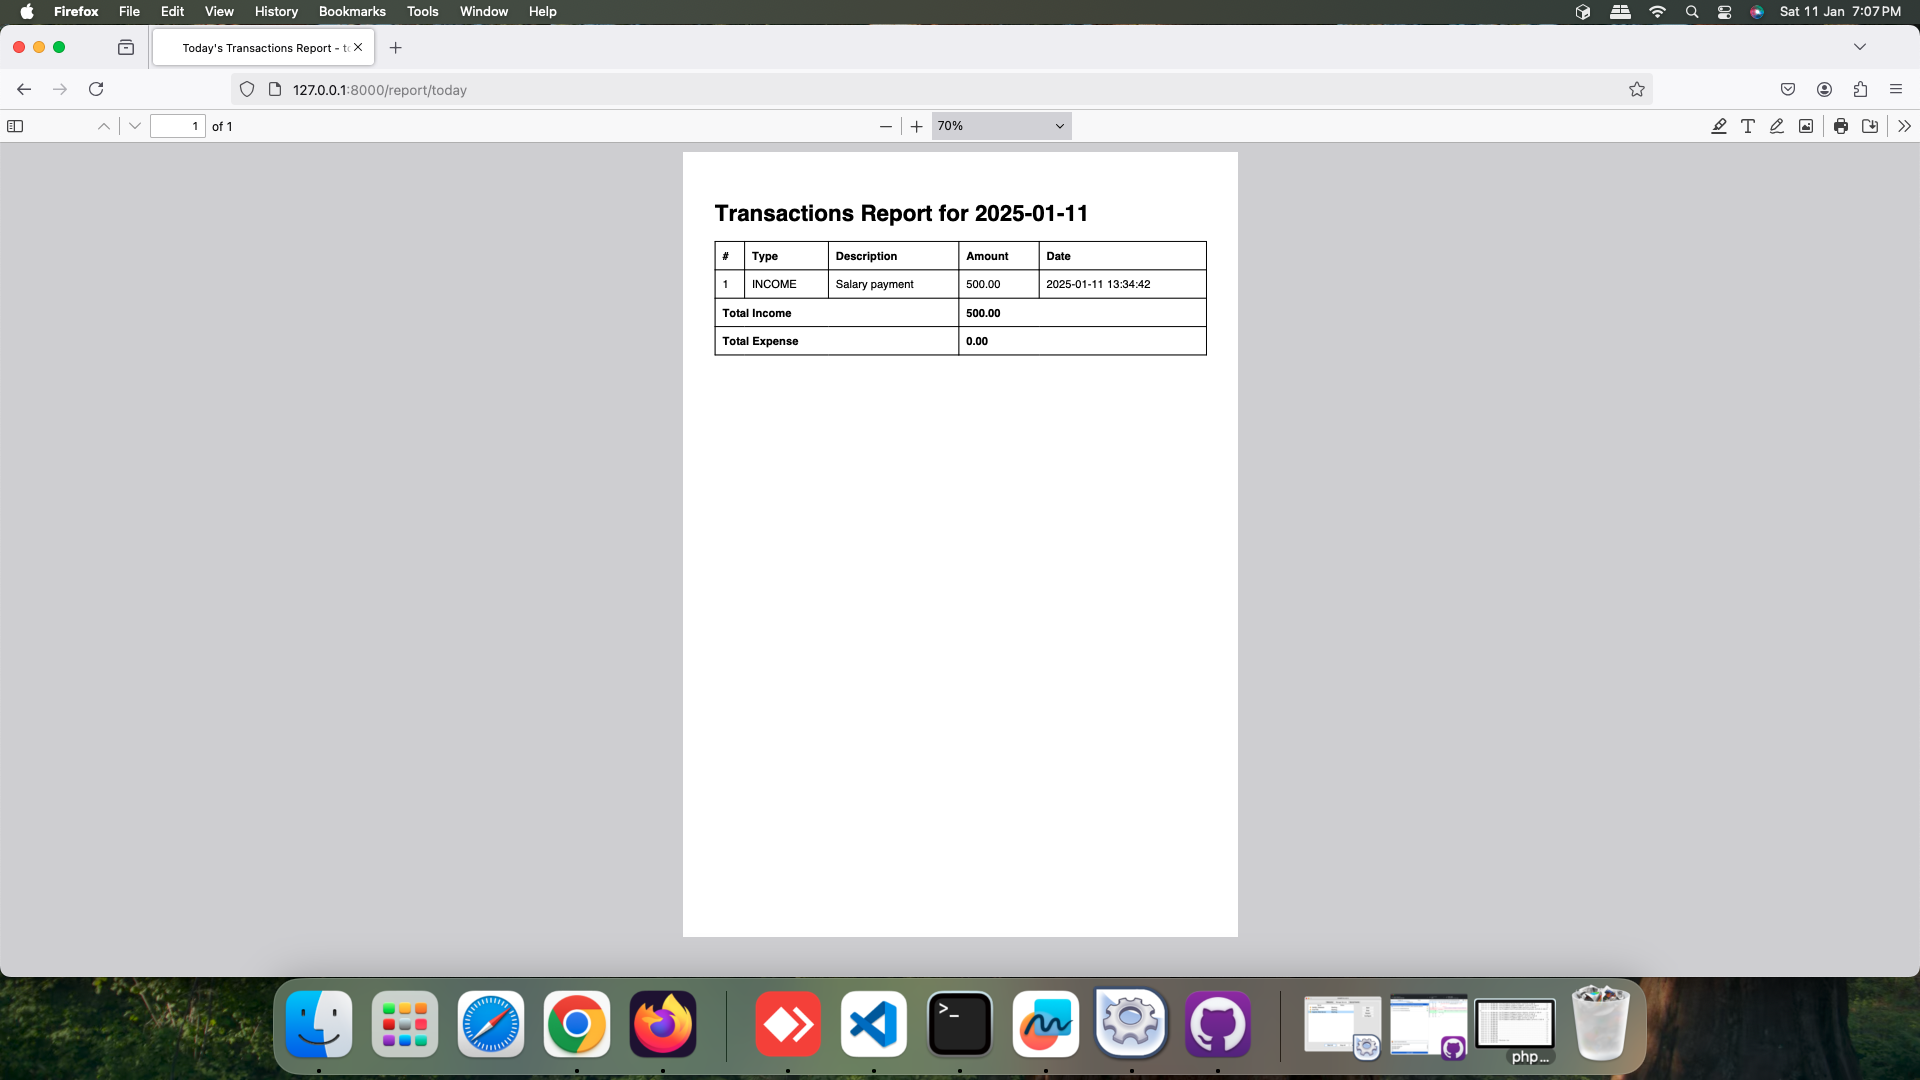 Firefox File Edit View History Bookmarks Tools Window Help Sat 11 Jan 7:07 PM
Today's Transactions Report - to
127.0.0.1:8000/report/today
1 of 1 70%
Transactions Report for 2025-01-11
# Type Description Amount Date
1 INCOME Salary payment 500.00 2025-01-11 13:34:42
Total Income 500.00
Total Expense 0.00
>_
php...